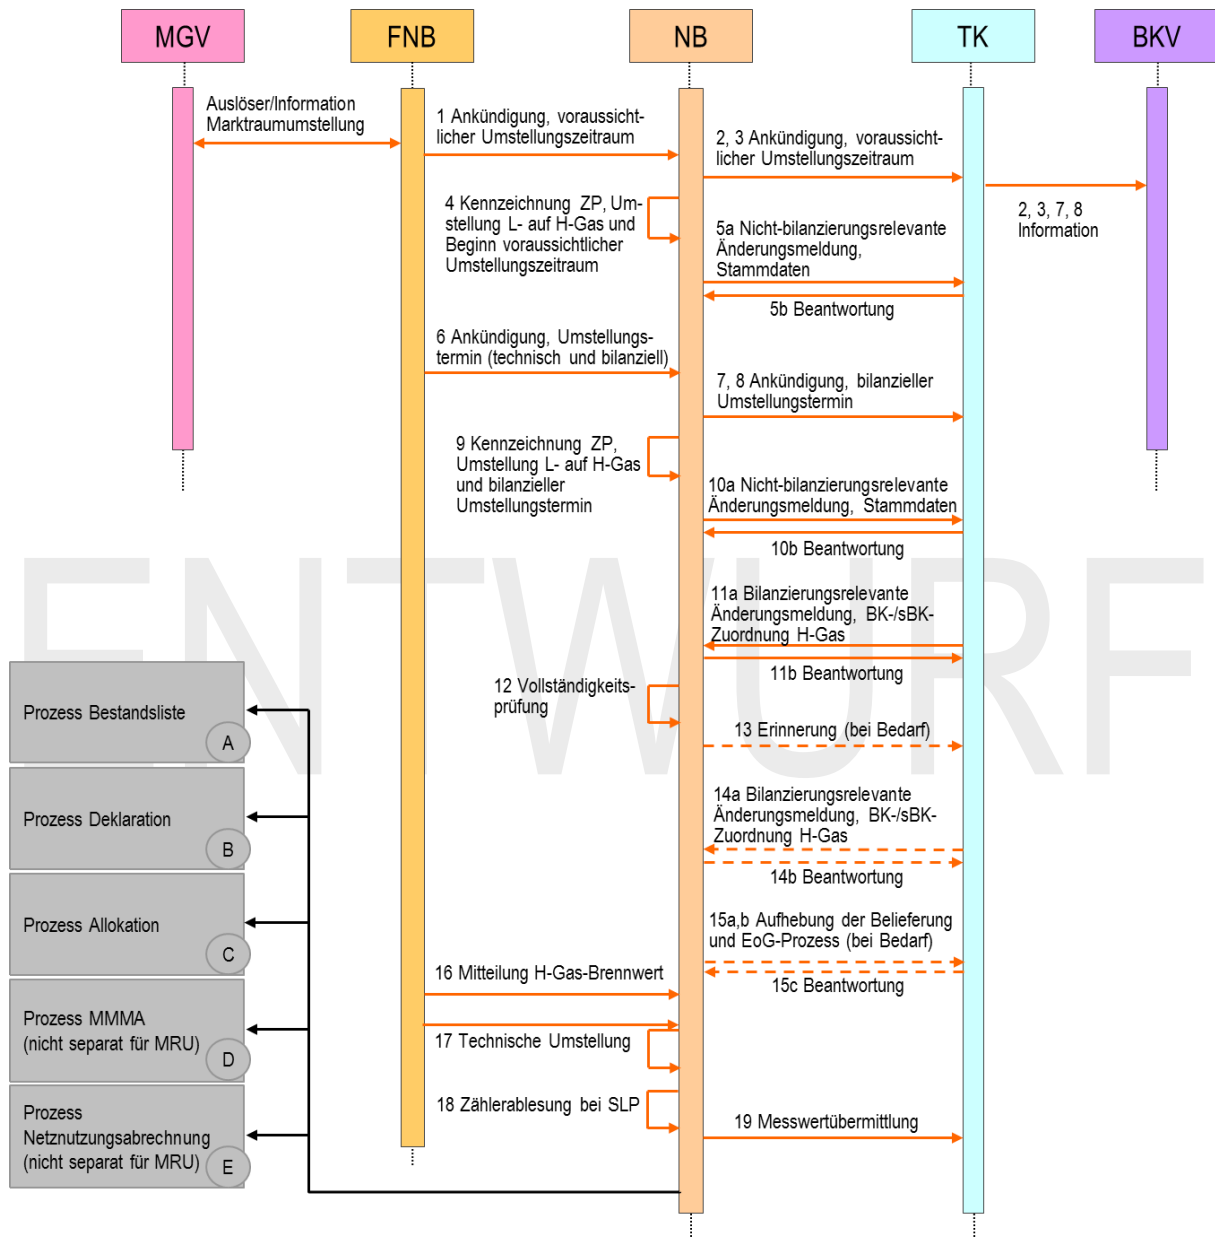 MGV
FNB
NB
TK
BKV
Auslöser/Information
Marktraumumstellung
1 Ankündigung, voraussicht-
licher Umstellungszeitraum
2, 3 Ankündigung, voraussicht-
licher Umstellungszeitraum
2, 3, 7, 8
Information
4 Kennzeichnung ZP, Um-
stellung L- auf H-Gas und
Beginn voraussichtlicher
Umstellungszeitraum
5a Nicht-bilanzierungsrelevante
Änderungsmeldung,
Stammdaten
5b Beantwortung
6 Ankündigung, Umstellungs-
termin (technisch und bilanziell)
7, 8 Ankündigung, bilanzieller
Umstellungstermin
9 Kennzeichnung ZP,
Umstellung L- auf H-Gas
und bilanzieller
Umstellungstermin
10a Nicht-bilanzierungsrelevante
Änderungsmeldung, Stammdaten
10b Beantwortung
ENTWURF
11a Bilanzierungsrelevante
Änderungsmeldung, BK-/sBK-
Zuordnung H-Gas
11b Beantwortung
12 Vollständigkeits-
prüfung
13 Erinnerung (bei Bedarf)
14a Bilanzierungsrelevante
Änderungsmeldung, BK-/sBK-
Zuordnung H-Gas
14b Beantwortung
15a,b Aufhebung der Belieferung
und EoG-Prozess (bei Bedarf)
15c Beantwortung
16 Mitteilung H-Gas-Brennwert
17 Technische Umstellung
18 Zählerablesung bei SLP
19 Messwertübermittlung
Prozess Bestandsliste
A
Prozess Deklaration
B
Prozess Allokation
C
Prozess MMMA
(nicht separat für MRU)
D
Prozess
Netznutzungsabrechnung
(nicht separat für MRU)
E